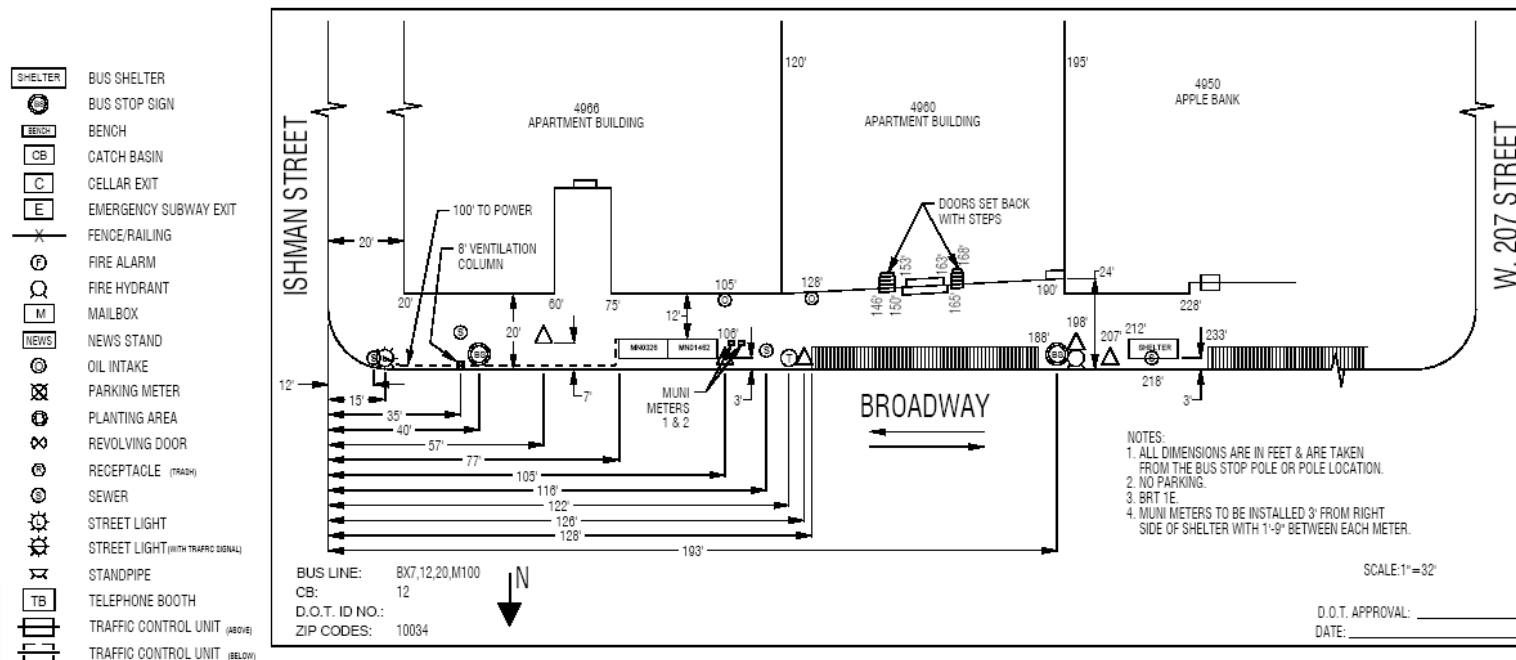 SHELTER BUS SHELTER
BS BUS STOP SIGN
BENCH BENCH
CB CATCH BASIN
C CELLAR EXIT
E EMERGENCY SUBWAY EXIT
X FENCE/RAILING
F FIRE ALARM
FIRE HYDRANT
M MAILBOX
NEWS NEWS STAND
O OIL INTAKE
PARKING METER
PLANTING AREA
REVOLVING DOOR
R RECEPTACLE (TRASH)
S SEWER
L STREET LIGHT
STREET LIGHT (WITH TRAFFIC SIGNAL)
STANDPIPE
TB TELEPHONE BOOTH
TRAFFIC CONTROL UNIT (ABOVE)
TRAFFIC CONTROL UNIT (BELOW)
ISHMAN STREET
4966
APARTMENT BUILDING
120'
4960
APARTMENT BUILDING
195'
4950
APPLE BANK
W. 207 STREET
100' TO POWER
8' VENTILATION
COLUMN
DOORS SET BACK
WITH STEPS
20'
20'
60'
75'
20'
12'
105'
128'
146'
150'
153'
163'
165'
168'
190'
24'
228'
S
S
BS
MN0326
MN01462
106'
S
T
188'
BS
198'
207'
212'
SHELTER
S
233'
218'
3'
7'
3'
MUNI
METERS
1 & 2
BROADWAY
12'
15'
35'
40'
57'
77'
105'
116'
122'
126'
128'
193'
NOTES:
1. ALL DIMENSIONS ARE IN FEET & ARE TAKEN
FROM THE BUS STOP POLE OR POLE LOCATION.
2. NO PARKING.
3. BRT 1E.
4. MUNI METERS TO BE INSTALLED 3' FROM RIGHT
SIDE OF SHELTER WITH 1'-9" BETWEEN EACH METER.
SCALE:1"=32'
BUS LINE: BX7,12,20,M100
CB: 12
D.O.T. ID NO.:
ZIP CODES: 10034
N
D.O.T. APPROVAL:
DATE: